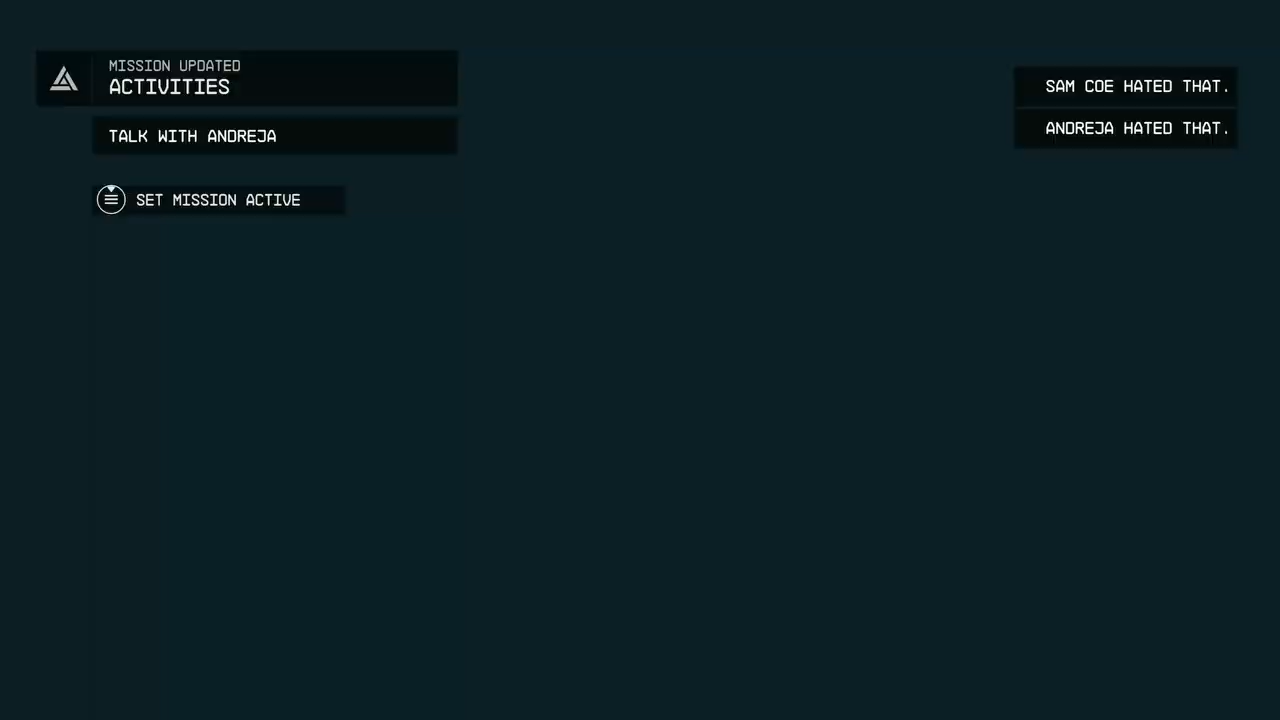 MISSION UPDATED
ACTIVITIES
TALK WITH ANDREJA
SET MISSION ACTIVE
SAM COE HATED THAT.
ANDREJA HATED THAT.